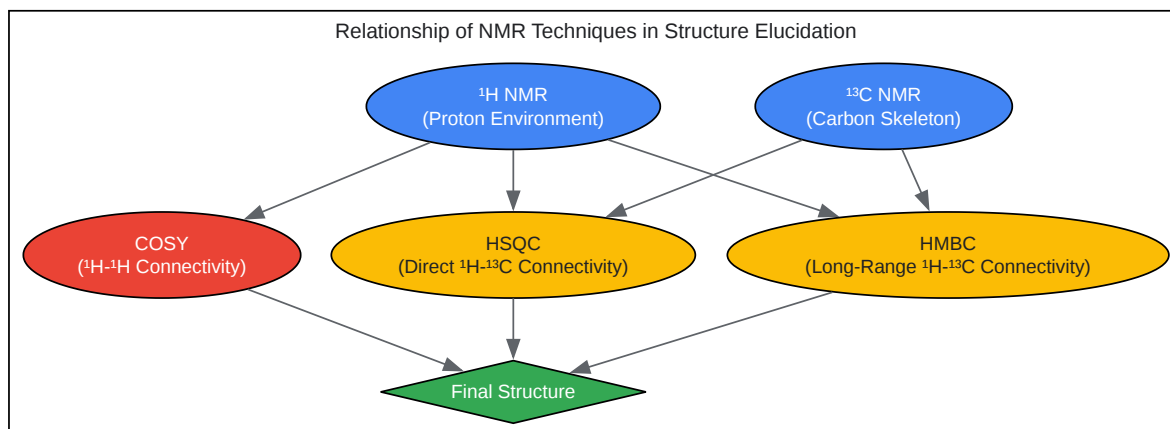 Relationship of NMR Techniques in Structure Elucidation
¹H NMR
(Proton Environment)
¹³C NMR
(Carbon Skeleton)
COSY
(¹H-¹H Connectivity)
HSQC
(Direct ¹H-¹³C Connectivity)
HMBC
(Long-Range ¹H-¹³C Connectivity)
Final Structure